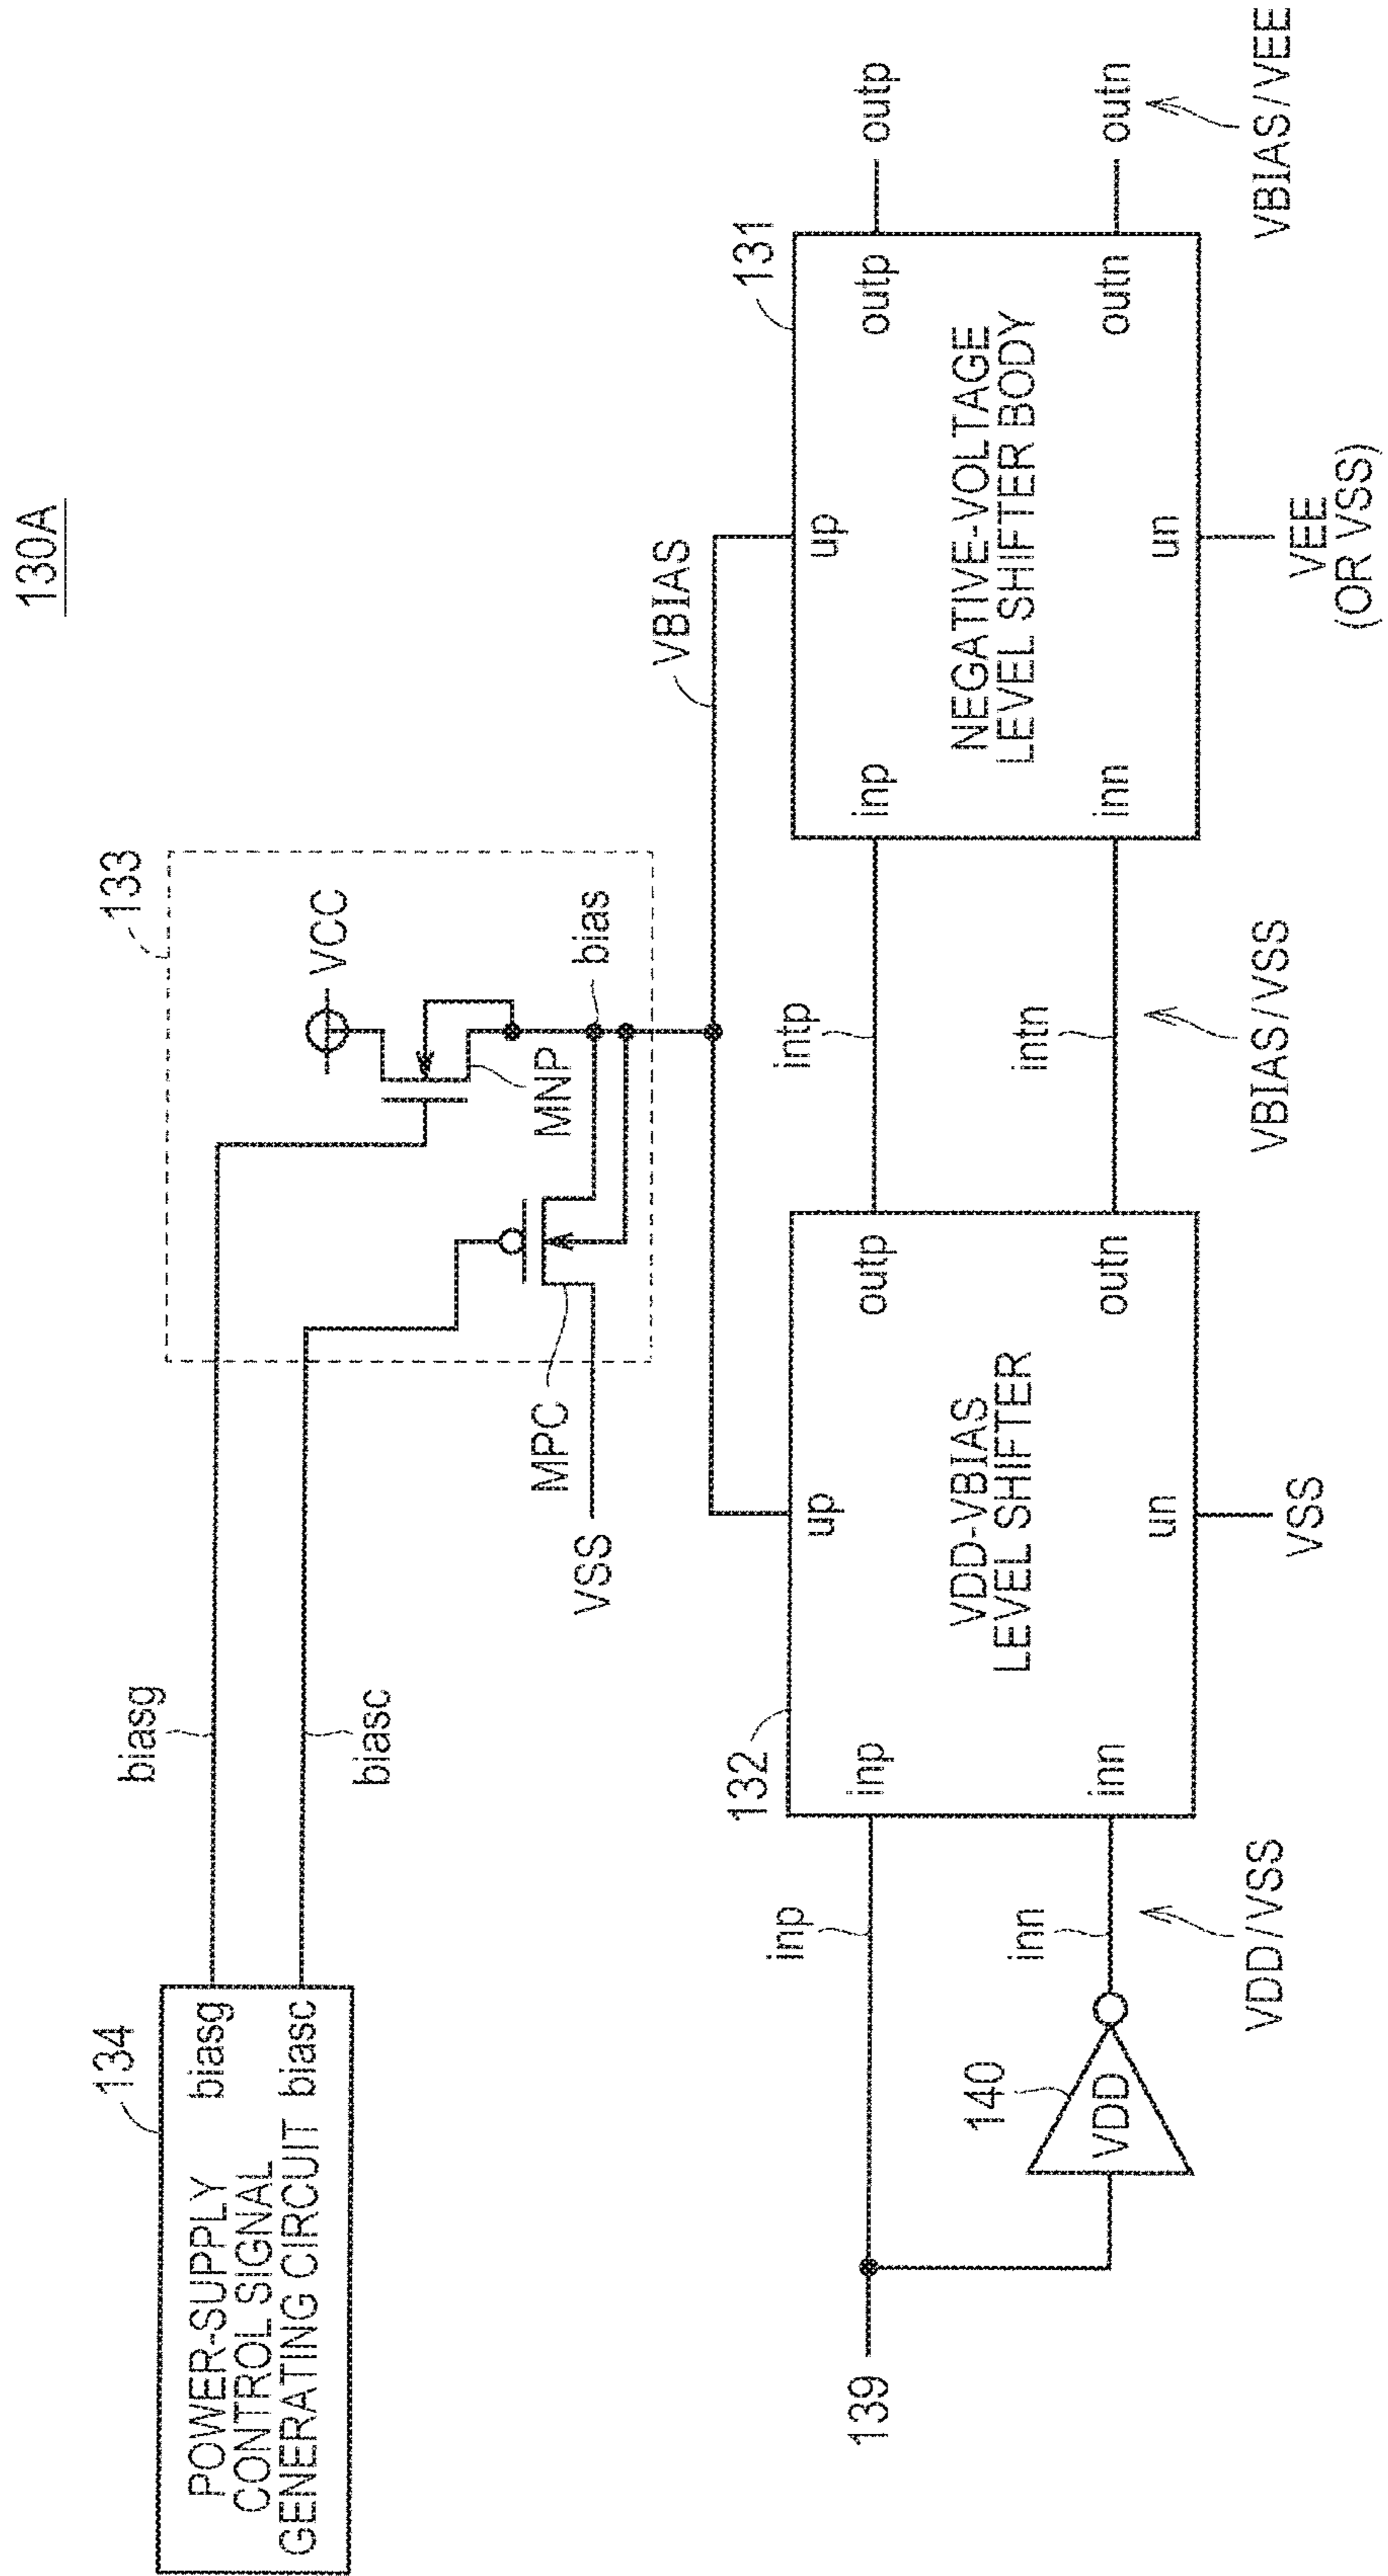 130A
134
POWER-SUPPLY
CONTROL SIGNAL
GENERATING CIRCUIT
biasg
biasc
biasg
biasc
133
VCC
MNP
MPC
bias
VSS
VBIAS
139
140
VDD
inp
inn
VDD/VSS
132
inp
inn
up
un
VDD-VBIAS
LEVEL SHIFTER
outp
outn
VSS
intp
intn
VBIAS/VSS
131
inp
inn
up
un
NEGATIVE-VOLTAGE
LEVEL SHIFTER BODY
outp
outn
VEE
(OR VSS)
outp
outn
VBIAS/VEE